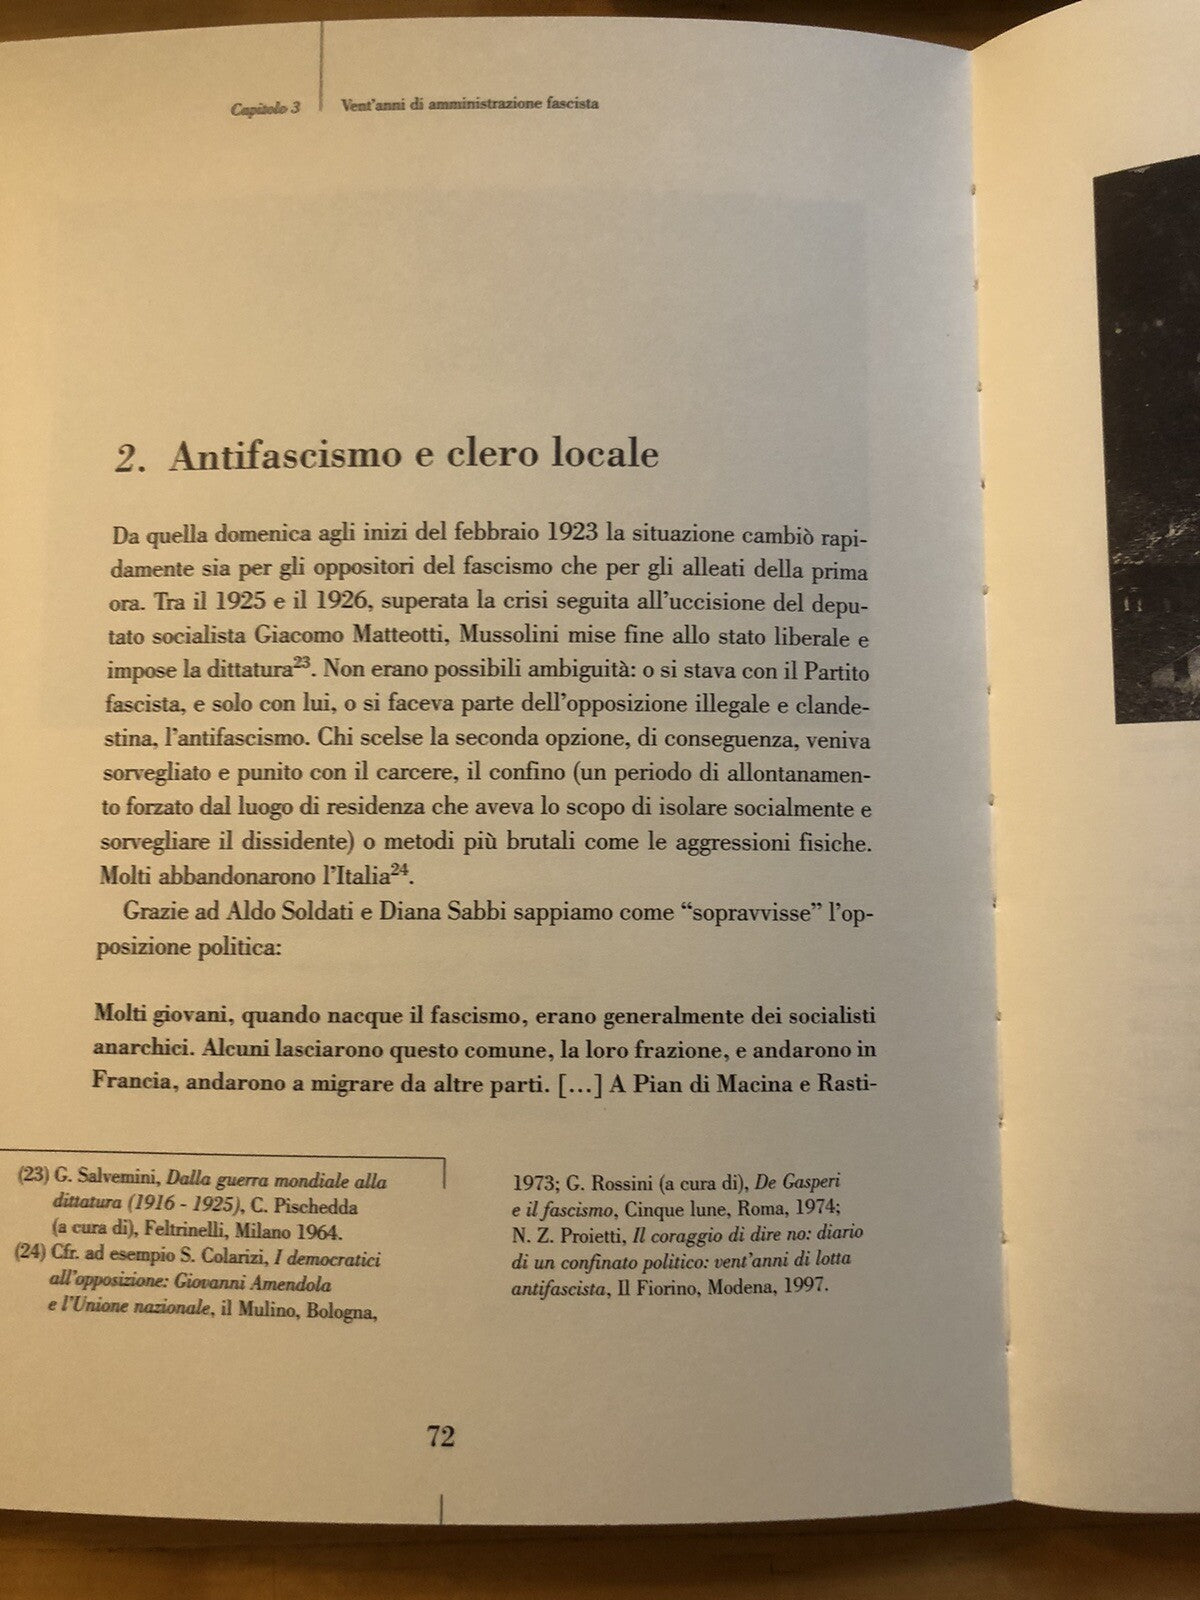 Capitolo 3
Vent'anni di amministrazione fascista
2. Antifascismo e clero locale
Da quella domenica agli inizi del febbraio 1923 la situazione cambiò rapi-
damente sia per gli oppositori del fascismo che per gli alleati della prima
ora. Tra il 1925 e il 1926, superata la crisi seguita all'uccisione del depu-
tato socialista Giacomo Matteotti, Mussolini mise fine allo stato liberale e
impose la dittatura23. Non erano possibili ambiguità: o si stava con il Partito
fascista, e solo con lui, o si faceva parte dell'opposizione illegale e clande-
stina, l'antifascismo. Chi scelse la seconda opzione, di conseguenza, veniva
sorvegliato e punito con il carcere, il confino (un periodo di allontanamen-
to forzato dal luogo di residenza che aveva lo scopo di isolare socialmente e
sorvegliare il dissidente) o metodi più brutali come le aggressioni fisiche.
Molti abbandonarono l'Italia24.
Grazie ad Aldo Soldati e Diana Sabbi sappiamo come “sopravvisse” l'op-
posizione politica:
Molti giovani, quando nacque il fascismo, erano generalmente dei socialisti
anarchici. Alcuni lasciarono questo comune, la loro frazione, e andarono in
Francia, andarono a migrare da altre parti. [...] A Pian di Macina e Rasti-
(23) G. Salvemini, Dalla guerra mondiale alla
dittatura (1916 - 1925), C. Pischedda
(a cura di), Feltrinelli, Milano 1964.
(24) Cfr. ad esempio S. Colarizi, I democratici
all'opposizione: Giovanni Amendola
e l'Unione nazionale, il Mulino, Bologna,
1973; G. Rossini (a cura di), De Gasperi
e il fascismo, Cinque lune, Roma, 1974;
N. Z. Proietti, Il coraggio di dire no: diario
di un confinato politico: vent'anni di lotta
antifascista, Il Fiorino, Modena, 1997.
72